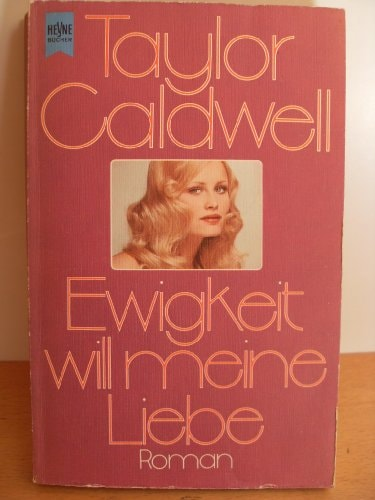 HEYNE
BÜCHER
Taylor
Caldwell
Ewigkeit
will meine
Liebe
Roman